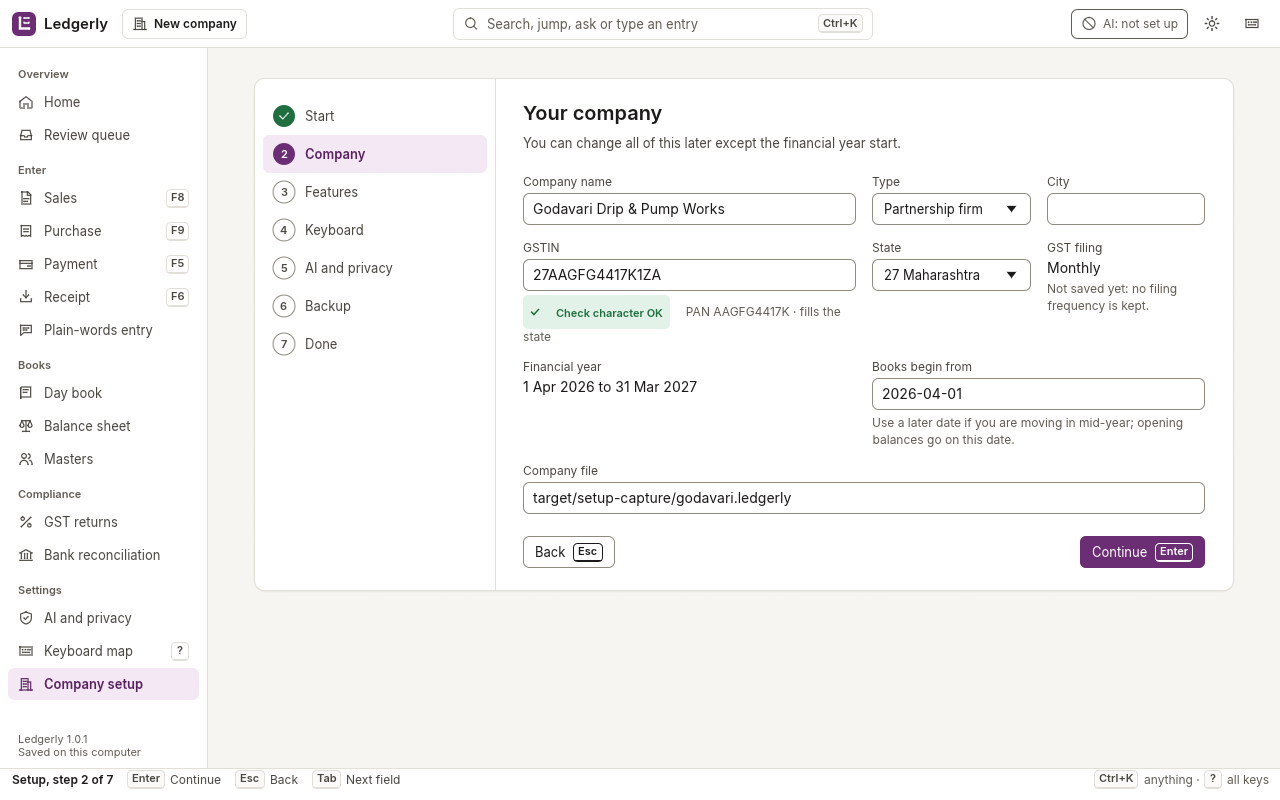 Ledgerly
New company
Search, jump, ask or type an entry
Ctrl+K
AI: not set up
Overview
Home
Review queue
Enter
Sales F8
Purchase F9
Payment F5
Receipt F6
Plain-words entry
Books
Day book
Balance sheet
Masters
Compliance
GST returns
Bank reconciliation
Settings
AI and privacy
Keyboard map ?
Company setup
Ledgerly 1.0.1
Saved on this computer
Start
2 Company
3 Features
4 Keyboard
5 AI and privacy
6 Backup
7 Done
Your company
You can change all of this later except the financial year start.
Company name
Godavari Drip & Pump Works
Type
Partnership firm
City
GSTIN
27AAGFG4417K1ZA
Check character OK PAN AAGFG4417K · fills the
state
State
27 Maharashtra
GST filing
Monthly
Not saved yet: no filing
frequency is kept.
Financial year
1 Apr 2026 to 31 Mar 2027
Books begin from
2026-04-01
Use a later date if you are moving in mid-year; opening
balances go on this date.
Company file
target/setup-capture/godavari.ledgerly
Back Esc
Continue Enter
Setup, step 2 of 7 Enter Continue Esc Back Tab Next field
Ctrl+K anything · ? all keys